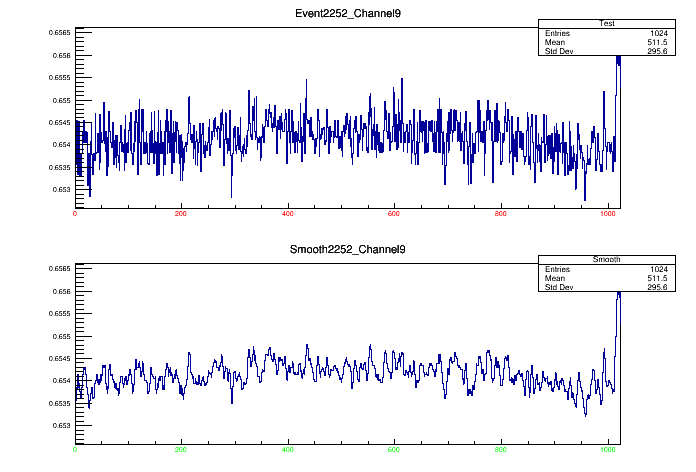 Event2252_Channel9
Test
Entries 1024
Mean 511.5
Std Dev 295.6
0.6565
0.656
0.6555
0.655
0.6545
0.654
0.6535
0.653
0 200 400 600 800 1000
Smooth2252_Channel9
Smooth
Entries 1024
Mean 511.5
Std Dev 295.6
0.6565
0.656
0.6555
0.655
0.6545
0.654
0.6535
0.653
0 200 400 600 800 1000